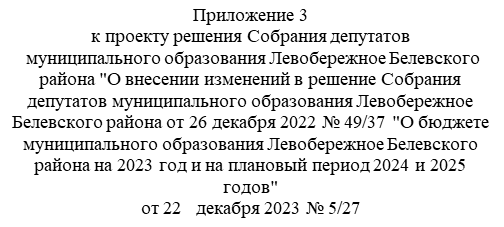 Приложение 3
к проекту решения Собрания депутатов
муниципального образования Левобережное Белевского
района "О внесении изменений в решение Собрания
депутатов муниципального образования Левобережное
Белевского района от 26 декабря 2022 № 49/37 "О бюджете
муниципального образования Левобережное Белевского
района на 2023 год и на плановый период 2024 и 2025
годов"
от 22 декабря 2023 № 5/27